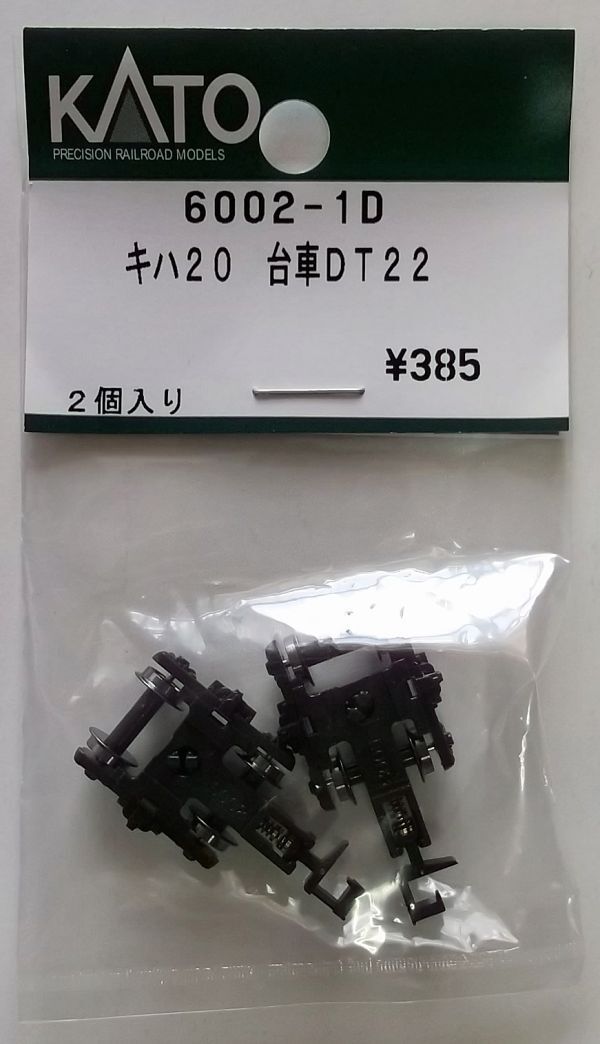 KATO
PRECISION RAILROAD MODELS
6002-1D
キハ20 台車DT22
¥385
2個入り